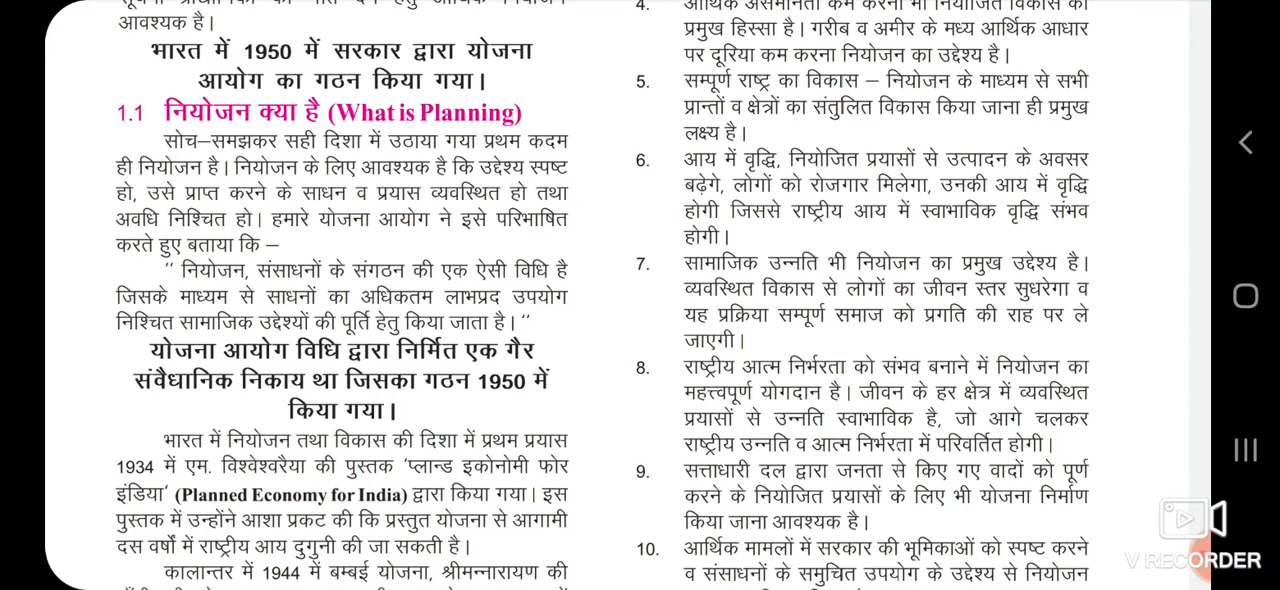 आवश्यक है।
भारत में 1950 में सरकार द्वारा योजना
आयोग का गठन किया गया।
1.1 नियोजन क्या है (What is Planning)
सोच–समझकर सही दिशा में उठाया गया प्रथम कदम
ही नियोजन है। नियोजन के लिए आवश्यक है कि उद्देश्य स्पष्ट
हो, उसे प्राप्त करने के साधन व प्रयास व्यवस्थित हो तथा
अवधि निश्चित हो। हमारे योजना आयोग ने इसे परिभाषित
करते हुए बताया कि –
‘‘ नियोजन, संसाधनों के संगठन की एक ऐसी विधि है
जिसके माध्यम से साधनों का अधिकतम लाभप्रद उपयोग
निश्चित सामाजिक उद्देश्यों की पूर्ति हेतु किया जाता है। ‘‘
योजना आयोग विधि द्वारा निर्मित एक गैर
संवैधानिक निकाय था जिसका गठन 1950 में
किया गया।
भारत में नियोजन तथा विकास की दिशा में प्रथम प्रयास
1934 में एम. विश्वेश्वरैया की पुस्तक ‘प्लान्ड इकोनोमी फोर
इंडिया’ (Planned Economy for India) द्वारा किया गया। इस
पुस्तक में उन्होंने आशा प्रकट की कि प्रस्तुत योजना से आगामी
दस वर्षों में राष्ट्रीय आय दुगुनी की जा सकती है।
कालान्तर में 1944 में बम्बई योजना, श्रीमन्नारायण की
4. आर्थिक असमानता कम करना भी नियोजित विकास का
प्रमुख हिस्सा है। गरीब व अमीर के मध्य आर्थिक आधार
पर दूरिया कम करना नियोजन का उद्देश्य है।
5. सम्पूर्ण राष्ट्र का विकास – नियोजन के माध्यम से सभी
प्रान्तों व क्षेत्रों का संतुलित विकास किया जाना ही प्रमुख
लक्ष्य है।
6. आय में वृद्धि, नियोजित प्रयासों से उत्पादन के अवसर
बढ़ेगे, लोगों को रोजगार मिलेगा, उनकी आय में वृद्धि
होगी जिससे राष्ट्रीय आय में स्वाभाविक वृद्धि संभव
होगी।
7. सामाजिक उन्नति भी नियोजन का प्रमुख उद्देश्य है।
व्यवस्थित विकास से लोगों का जीवन स्तर सुधरेगा व
यह प्रक्रिया सम्पूर्ण समाज को प्रगति की राह पर ले
जाएगी।
8. राष्ट्रीय आत्म निर्भरता को संभव बनाने में नियोजन का
महत्त्वपूर्ण योगदान है। जीवन के हर क्षेत्र में व्यवस्थित
प्रयासों से उन्नति स्वाभाविक है, जो आगे चलकर
राष्ट्रीय उन्नति व आत्म निर्भरता में परिवर्तित होगी।
9. सत्ताधारी दल द्वारा जनता से किए गए वादों को पूर्ण
करने के नियोजित प्रयासों के लिए भी योजना निर्माण
किया जाना आवश्यक है।
10. आर्थिक मामलों में सरकार की भूमिकाओं को स्पष्ट करने
व संसाधनों के समुचित उपयोग के उद्देश्य से नियोजन
V RECORDER